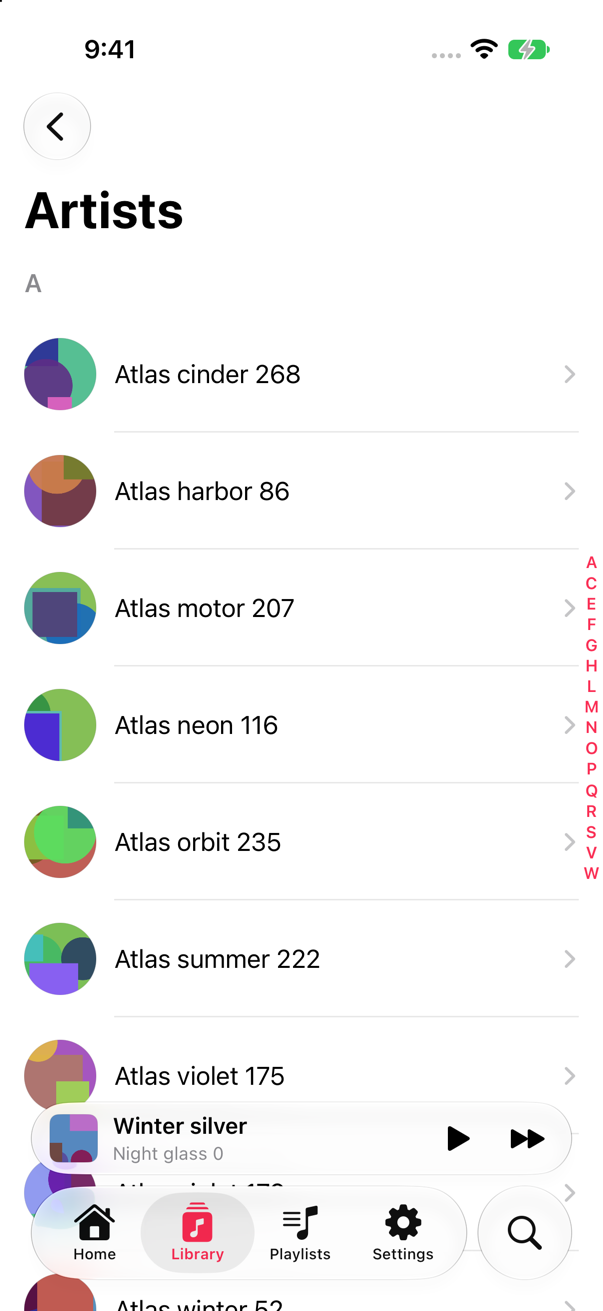 9:41
Artists
A
Atlas cinder 268
Atlas harbor 86
Atlas motor 207
Atlas neon 116
Atlas orbit 235
Atlas summer 222
Atlas violet 175
A
C
E
F
G
H
L
M
N
O
P
Q
R
S
V
W
Winter silver
Night glass 0
Home
Library
Playlists
Settings
Atlas winter 52